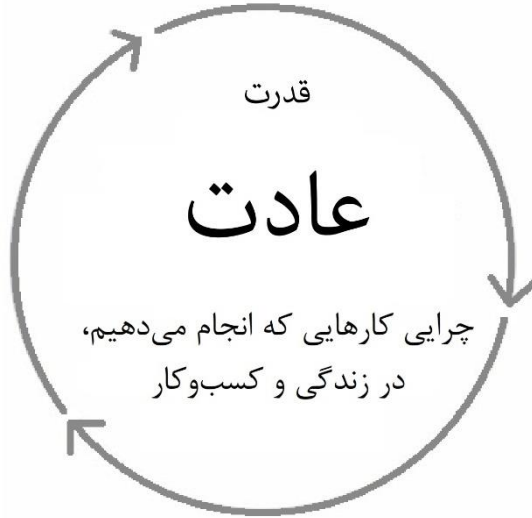 قدرت
عادت
چرایی کارهایی که انجام می‌دهیم،
در زندگی و کسب‌وکار